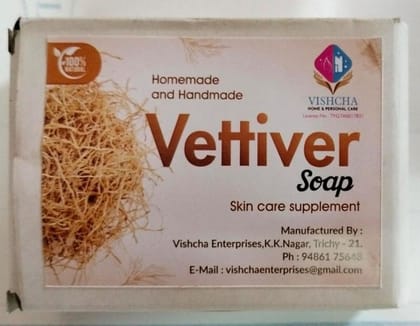 100%
NATURAL
Homemade
and Handmade
VISHCHA
HOME & PERSONAL CARE
Vettiver
Soap
Skin care supplement
Manufactured By :
Vishcha Enterprises,K.K.Nagar, Trichy - 21.
Ph : 94861 75648
E-Mail : vishchaenterprises@gmail.com